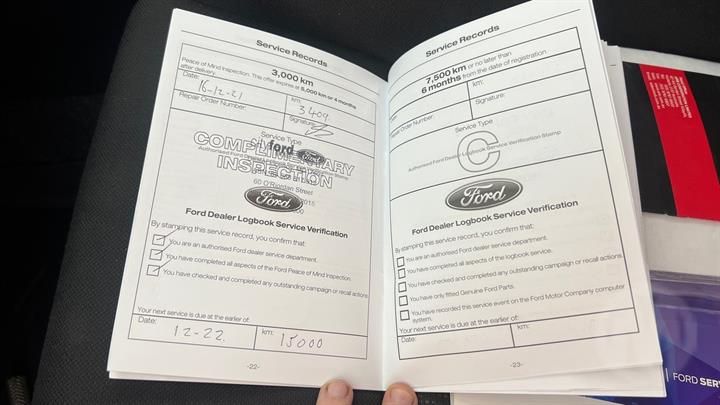 Service Records
3,000 km
Peace of Mind Inspection. This offer expires at 5,000 km or 4 months
after delivery.
Date:
16-12-21
km:
3409
Repair Order Number:
Signature:
Service Type
ford
Ford
COMPLIMENTARY
INSPECTION
60 O'Riordan Street
2015
Ford
Ford Dealer Logbook Service Verification
By stamping this service record, you confirm that:
You are an authorised Ford dealer service department.
You have completed all aspects of the Ford Peace of Mind Inspection.
You have checked and completed any outstanding campaign or recall actions
Your next service is due at the earlier of:
Date:
12-22.
km:
15000
-22-
Service Records
7,500 km or no later than
6 months from the date of registration
km:
Repair Order Number:
Signature:
Service Type
C
Authorised Ford Dealer Logbook Service Verification Stamp
Ford
Ford Dealer Logbook Service Verification
By stamping this service record, you confirm that:
You are an authorised Ford dealer service department.
You have completed all aspects of the logbook service.
You have checked and completed any outstanding campaign or recall actions
You have only fitted Genuine Ford Parts.
You have recorded this service event on the Ford Motor Company computer
system.
Your next service is due at the earlier of:
Date:
km:
-23-
FORD SER